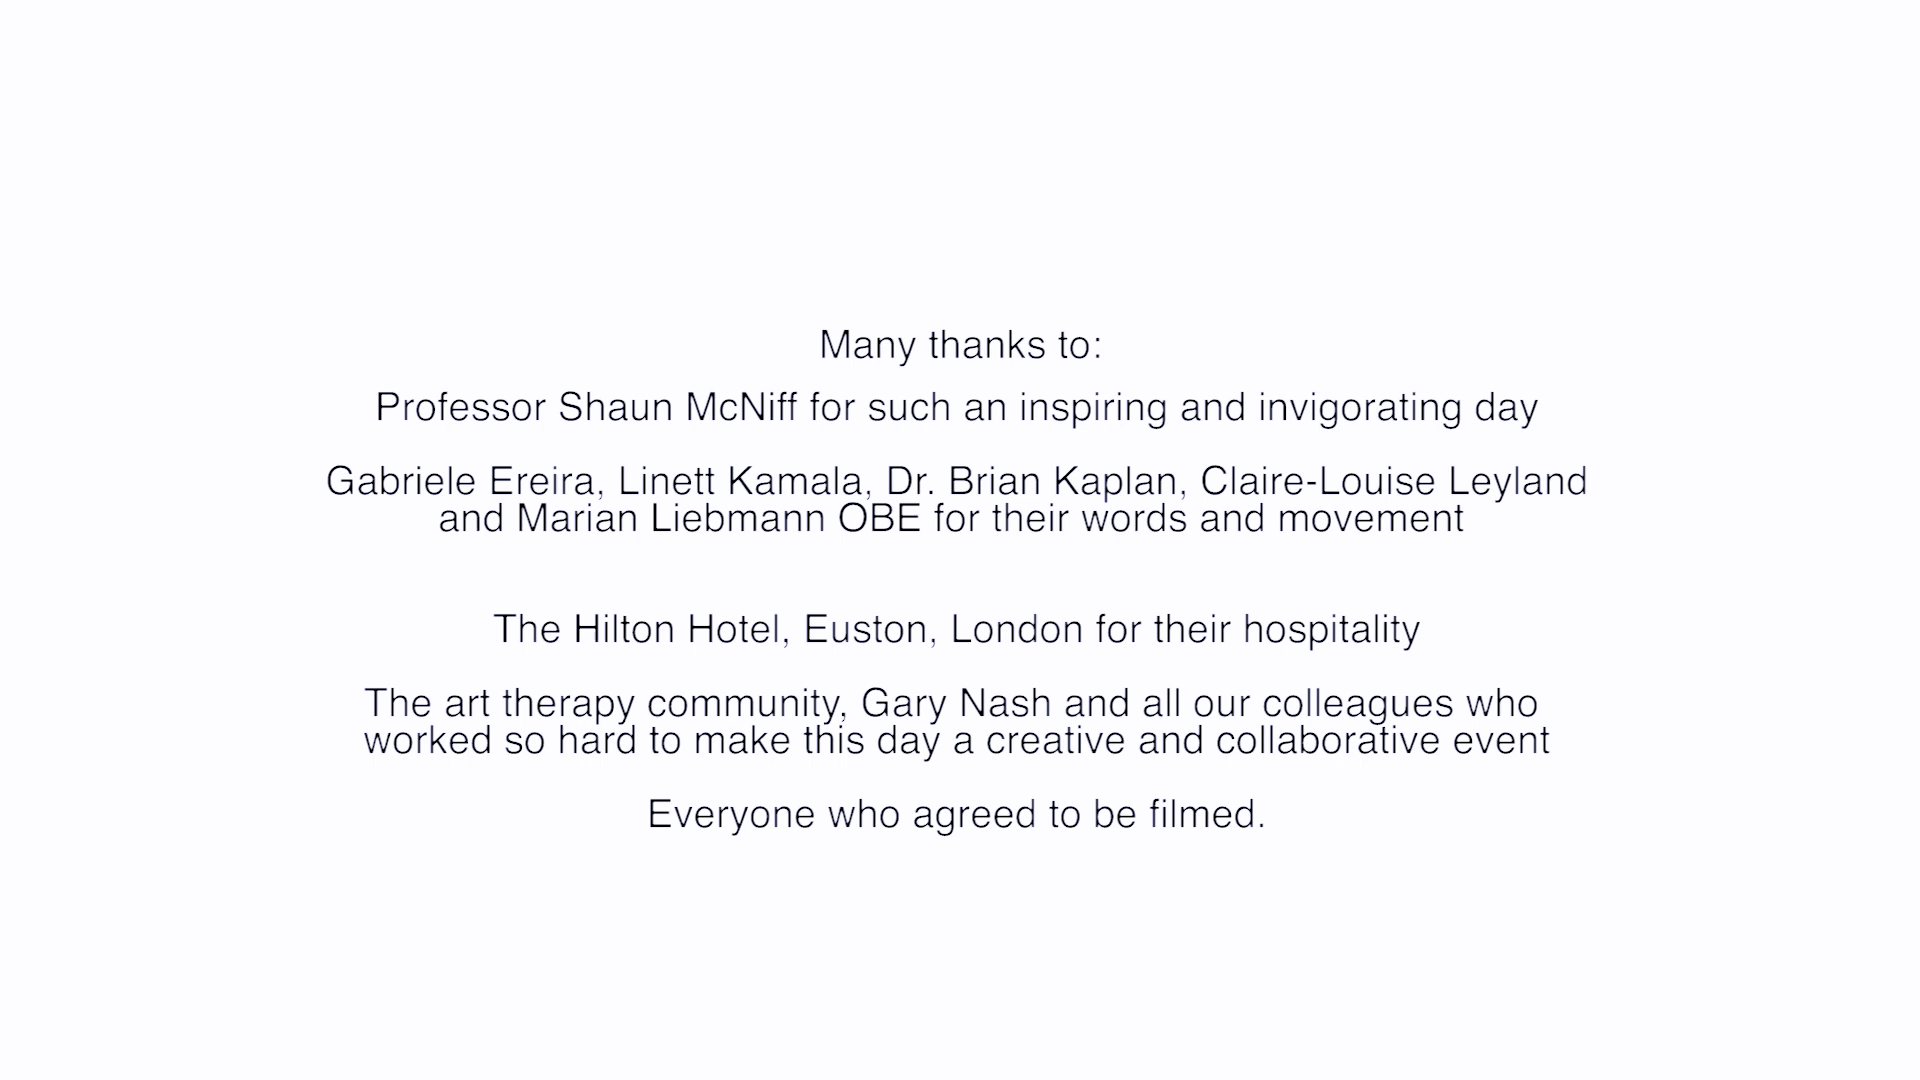 Many thanks to:
Professor Shaun McNiff for such an inspiring and invigorating day
Gabriele Ereira, Linett Kamala, Dr. Brian Kaplan, Claire-Louise Leyland
and Marian Liebmann OBE for their words and movement
The Hilton Hotel, Euston, London for their hospitality
The art therapy community, Gary Nash and all our colleagues who
worked so hard to make this day a creative and collaborative event
Everyone who agreed to be filmed.